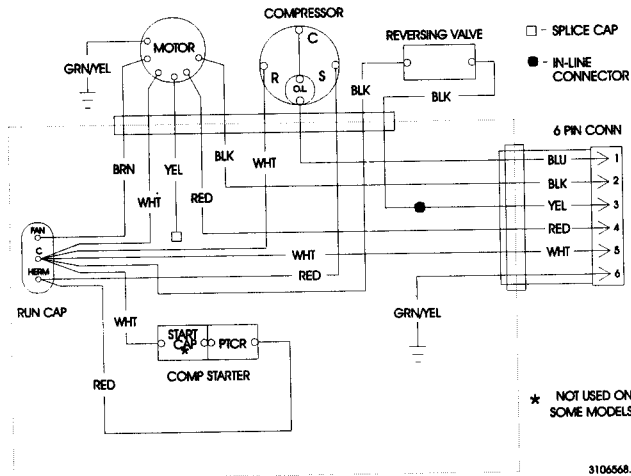 COMPRESSOR
REVERSING VALVE
□ - SPLICE CAP
● - IN-LINE
CONNECTOR
MOTOR
C
R
S
O.L.
GRN/YEL
BLK
BLK
6 PIN CONN
BRN
WHT
YEL
RED
BLK
WHT
BLU
1
BLK
2
YEL
3
RED
4
WHT
5
6
FAN
C
HERM
RUN CAP
WHT
RED
GRN/YEL
WHT
START
CAP
*
PTCR
COMP STARTER
RED
* NOT USED ON
SOME MODELS
3106568.